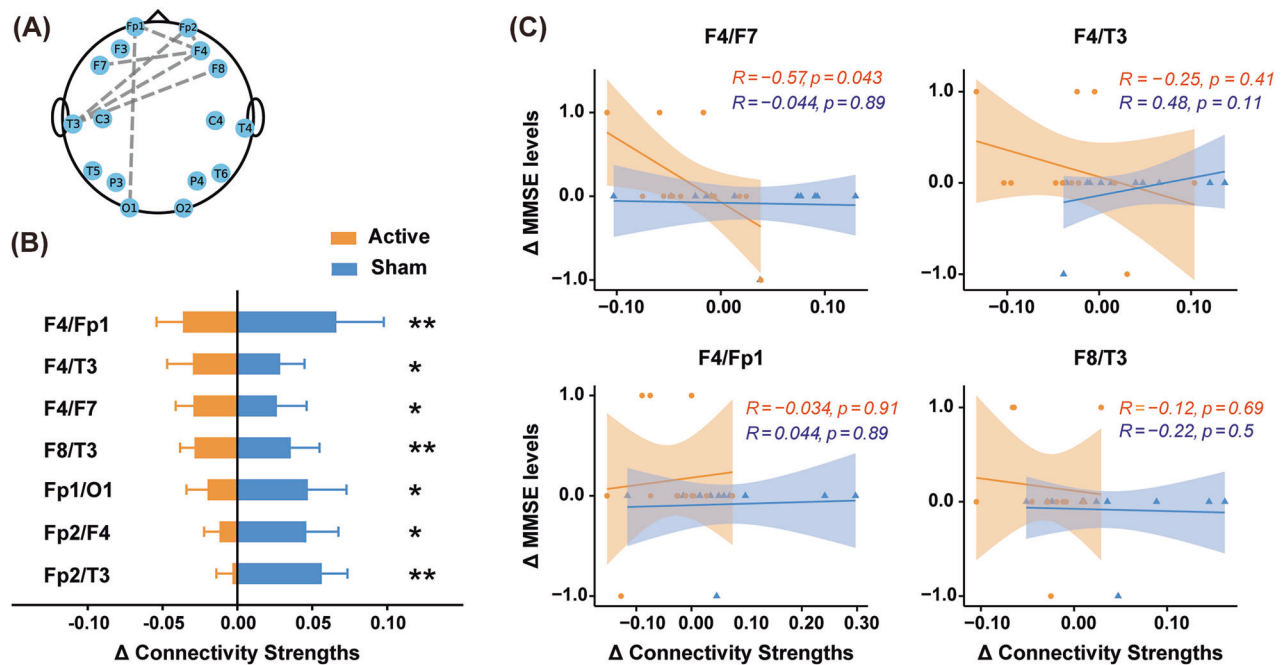 (A)
Fp1 Fp2
F3 F4
F7 F8
T3 C3 C4 T4
T5 P3 P4 T6
O1 O2
(B)
Active
Sham
F4/Fp1 **
F4/T3 *
F4/F7 *
F8/T3 **
Fp1/O1 *
Fp2/F4 *
Fp2/T3 **
-0.10 -0.05 0.00 0.05 0.10
Δ Connectivity Strengths
(C)
F4/F7
R=−0.57, p=0.043
R=−0.044, p=0.89
Δ MMSE levels
1.0
0.0
−1.0
−0.10 0.00 0.10
F4/T3
R=−0.25, p=0.41
R=0.48, p=0.11
1.0
0.0
−1.0
−0.10 0.00 0.10
F4/Fp1
R=−0.034, p=0.91
R=0.044, p=0.89
Δ MMSE levels
1.0
0.0
−1.0
−0.10 0.00 0.10 0.20 0.30
Δ Connectivity Strengths
F8/T3
R=−0.12, p=0.69
R=−0.22, p=0.5
1.0
0.0
−1.0
−0.10 0.00 0.10
Δ Connectivity Strengths